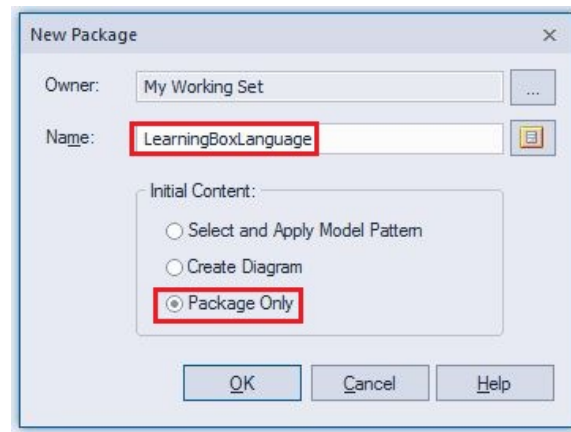 New Package
Owner: My Working Set ...
Name: LearningBoxLanguage
Initial Content:
Select and Apply Model Pattern
Create Diagram
Package Only
OK Cancel Help